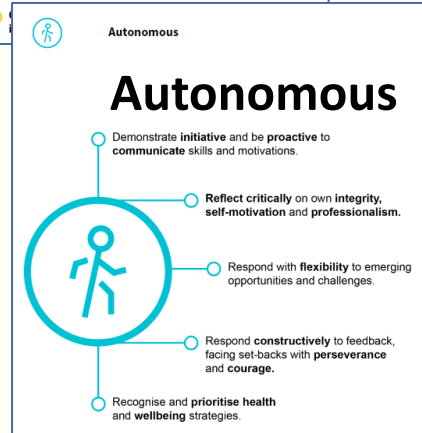 Autonomous
Autonomous
Demonstrate initiative and be proactive to
communicate skills and motivations.
Reflect critically on own integrity,
self-motivation and professionalism.
Respond with flexibility to emerging
opportunities and challenges.
Respond constructively to feedback,
facing set-backs with perseverance
and courage.
Recognise and prioritise health
and wellbeing strategies.